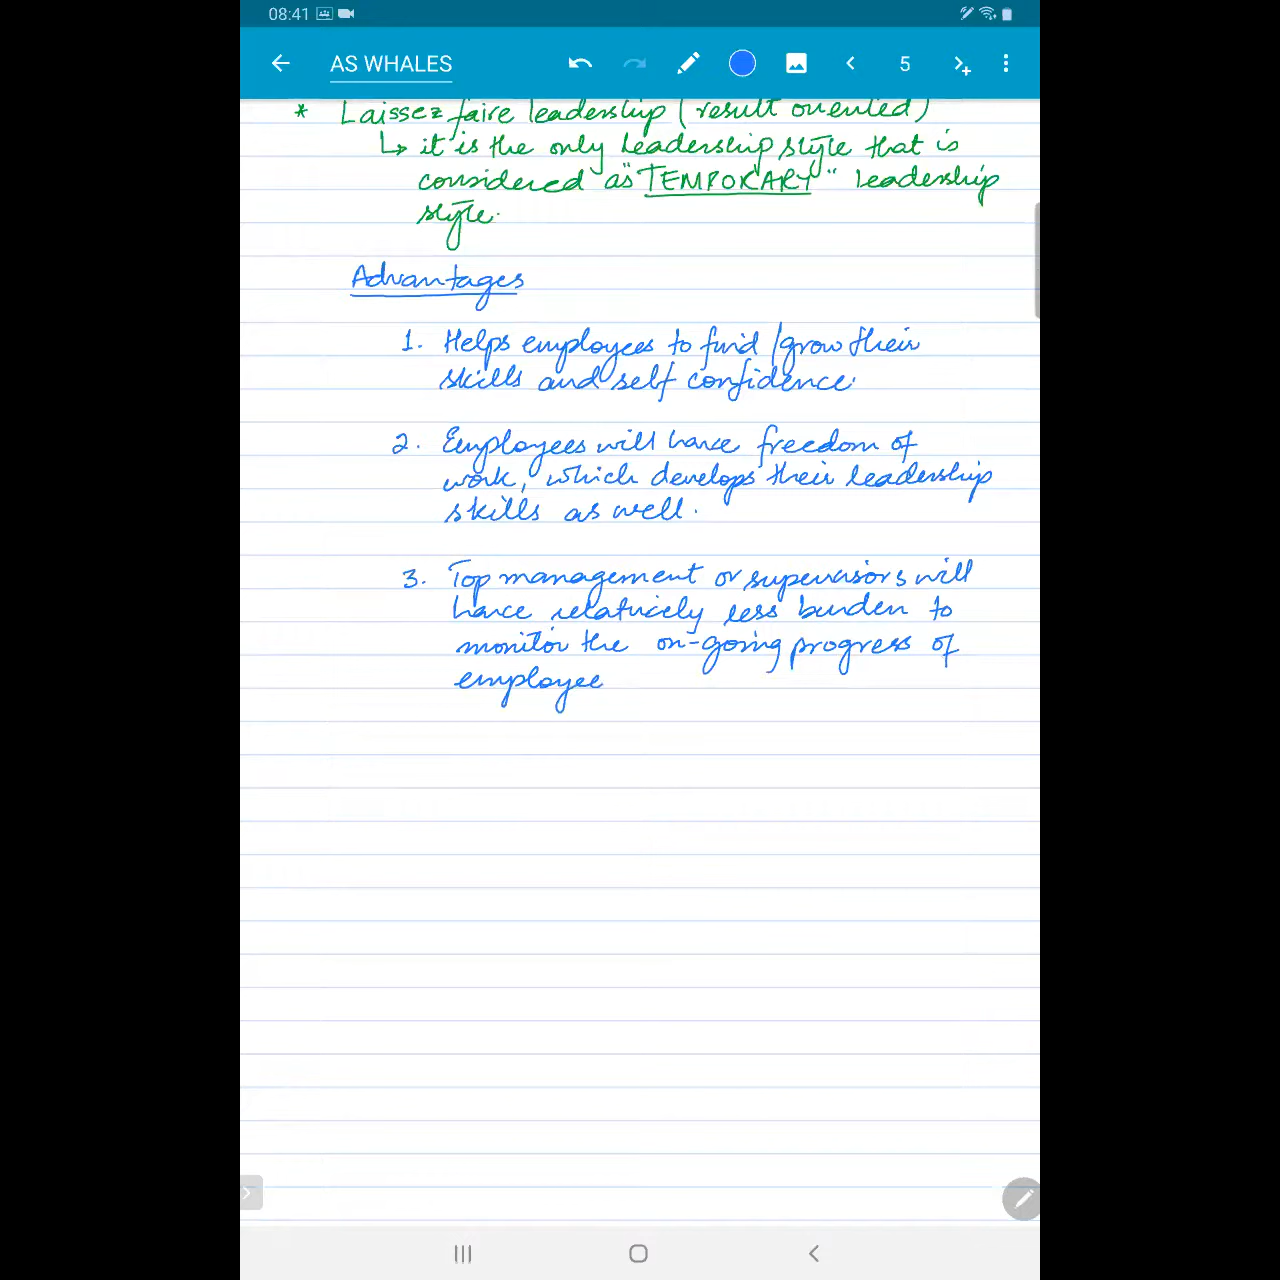 08:41
AS WHALES
5
* Laissez faire leadership (result oriented)
↳ it is the only leadership style that is
considered as "TEMPORARY" leadership
style.
Advantages
1. Helps employees to find /grow their
skills and self confidence.
2. Employees will have freedom of
work, which develops their leadership
skills as well.
3. Top management or supervisors will
have relatively less burden to
monitor the on-going progress of
employee